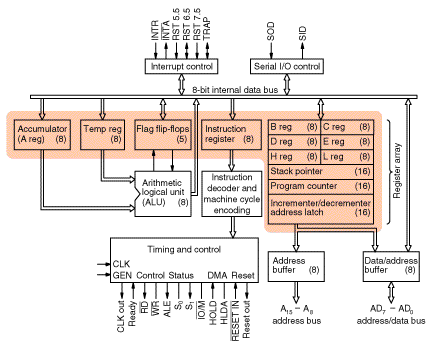 INTR
INTA
RST 5.5
RST 6.5
RST 7.5
TRAP
SOD
SID
Interrupt control
Serial I/O control
8-bit internal data bus
Accumulator
(A reg) (8)
Temp reg
(8)
Flag flip-flops
(5)
Instruction
register (8)
B reg (8) C reg (8)
D reg (8) E reg (8)
H reg (8) L reg (8)
Stack pointer (16)
Program counter (16)
Incrementer/decrementer
address latch (16)
Register array
Arithmetic
logical unit
(ALU) (8)
Instruction
decoder and
machine cycle
encoding
Timing and control
CLK
GEN Control Status DMA Reset
CLK out
Ready
RD
WR
ALE
S0
S1
IO/M
HOLD
HLDA
RESET IN
Reset out
Address
buffer (8)
Data/address
buffer (8)
A15 – A8
address bus
AD7 – AD0
address/data bus